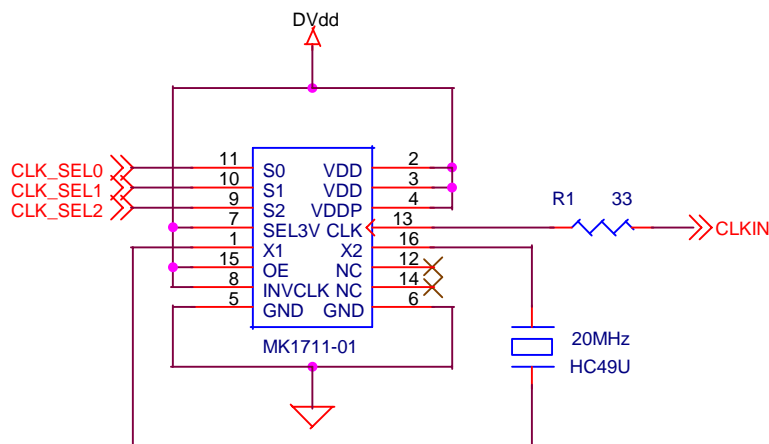 DVdd
11 S0 VDD 2
CLK_SEL0
10 S1 VDD 3
CLK_SEL1
9 S2 VDDP 4
CLK_SEL2
7 SEL3V CLK 13
R1 33
CLKIN
1 X1 X2 16
15 OE NC 12
8 INVCLK NC 14
5 GND GND 6
MK1711-01
20MHz
HC49U